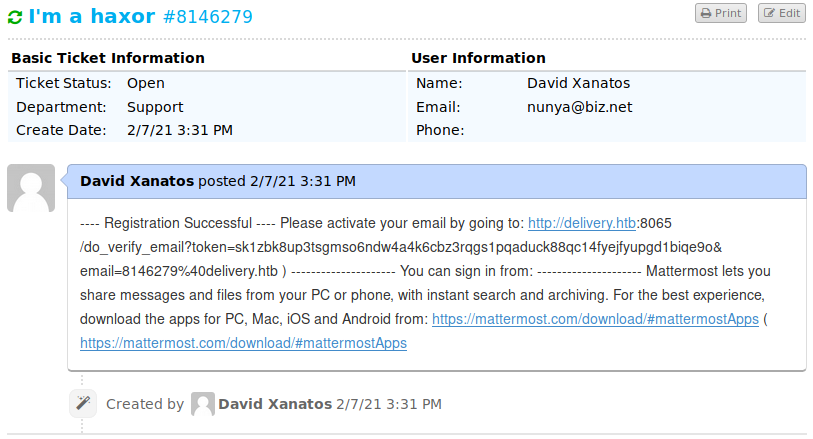 I'm a haxor #8146279
Print
Edit
Basic Ticket Information
User Information
Ticket Status: Open
Name: David Xanatos
Department: Support
Email: nunya@biz.net
Create Date: 2/7/21 3:31 PM
Phone:
David Xanatos posted 2/7/21 3:31 PM
---- Registration Successful ---- Please activate your email by going to: http://delivery.htb:8065
/do_verify_email?token=sk1zbk8up3tsgmso6ndw4a4k6cbz3rqgs1pqaduck88qc14fyejfyupgd1biqe9o&
email=8146279%40delivery.htb ) --------------------- You can sign in from: --------------------- Mattermost lets you
share messages and files from your PC or phone, with instant search and archiving. For the best experience,
download the apps for PC, Mac, iOS and Android from: https://mattermost.com/download/#mattermostApps (
https://mattermost.com/download/#mattermostApps
Created by David Xanatos 2/7/21 3:31 PM